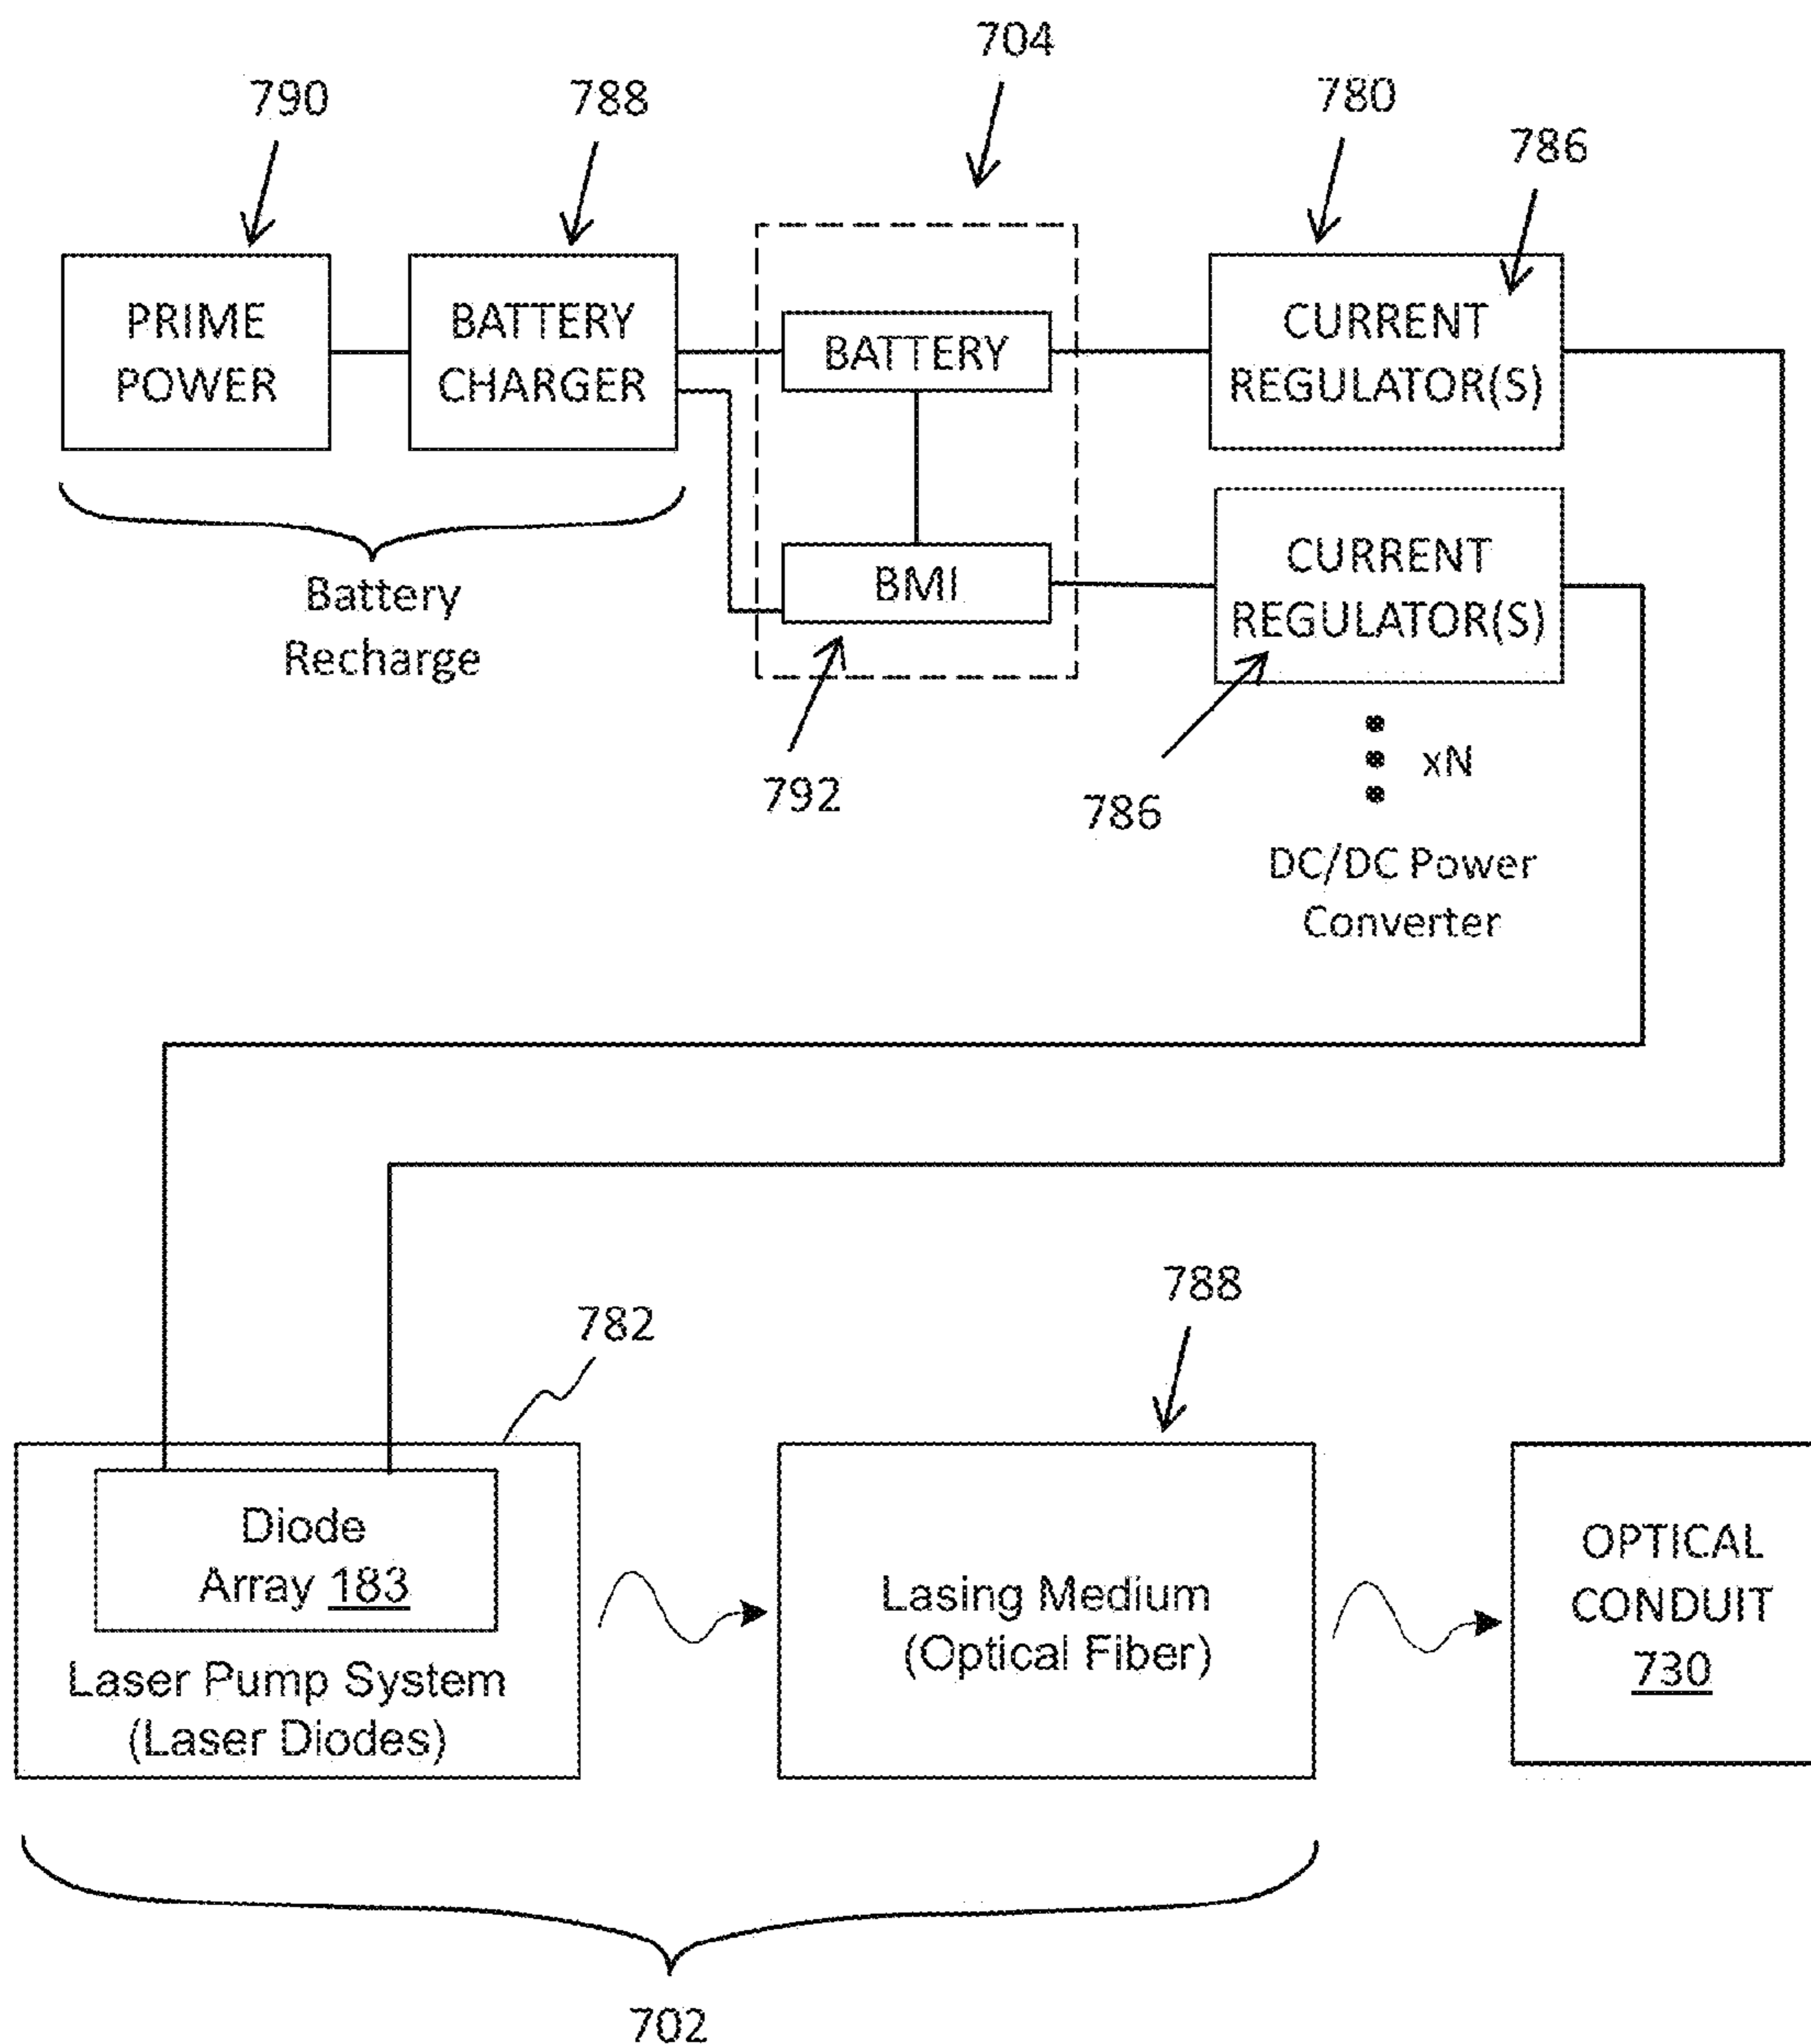 704
790
788
780
786
PRIME
POWER
BATTERY
CHARGER
BATTERY
CURRENT
REGULATOR(S)
BMI
CURRENT
REGULATOR(S)
Battery
Recharge
792
786
xN
DC/DC Power
Converter
782
788
Diode
Array 183
Laser Pump System
(Laser Diodes)
Lasing Medium
(Optical Fiber)
OPTICAL
CONDUIT
730
702